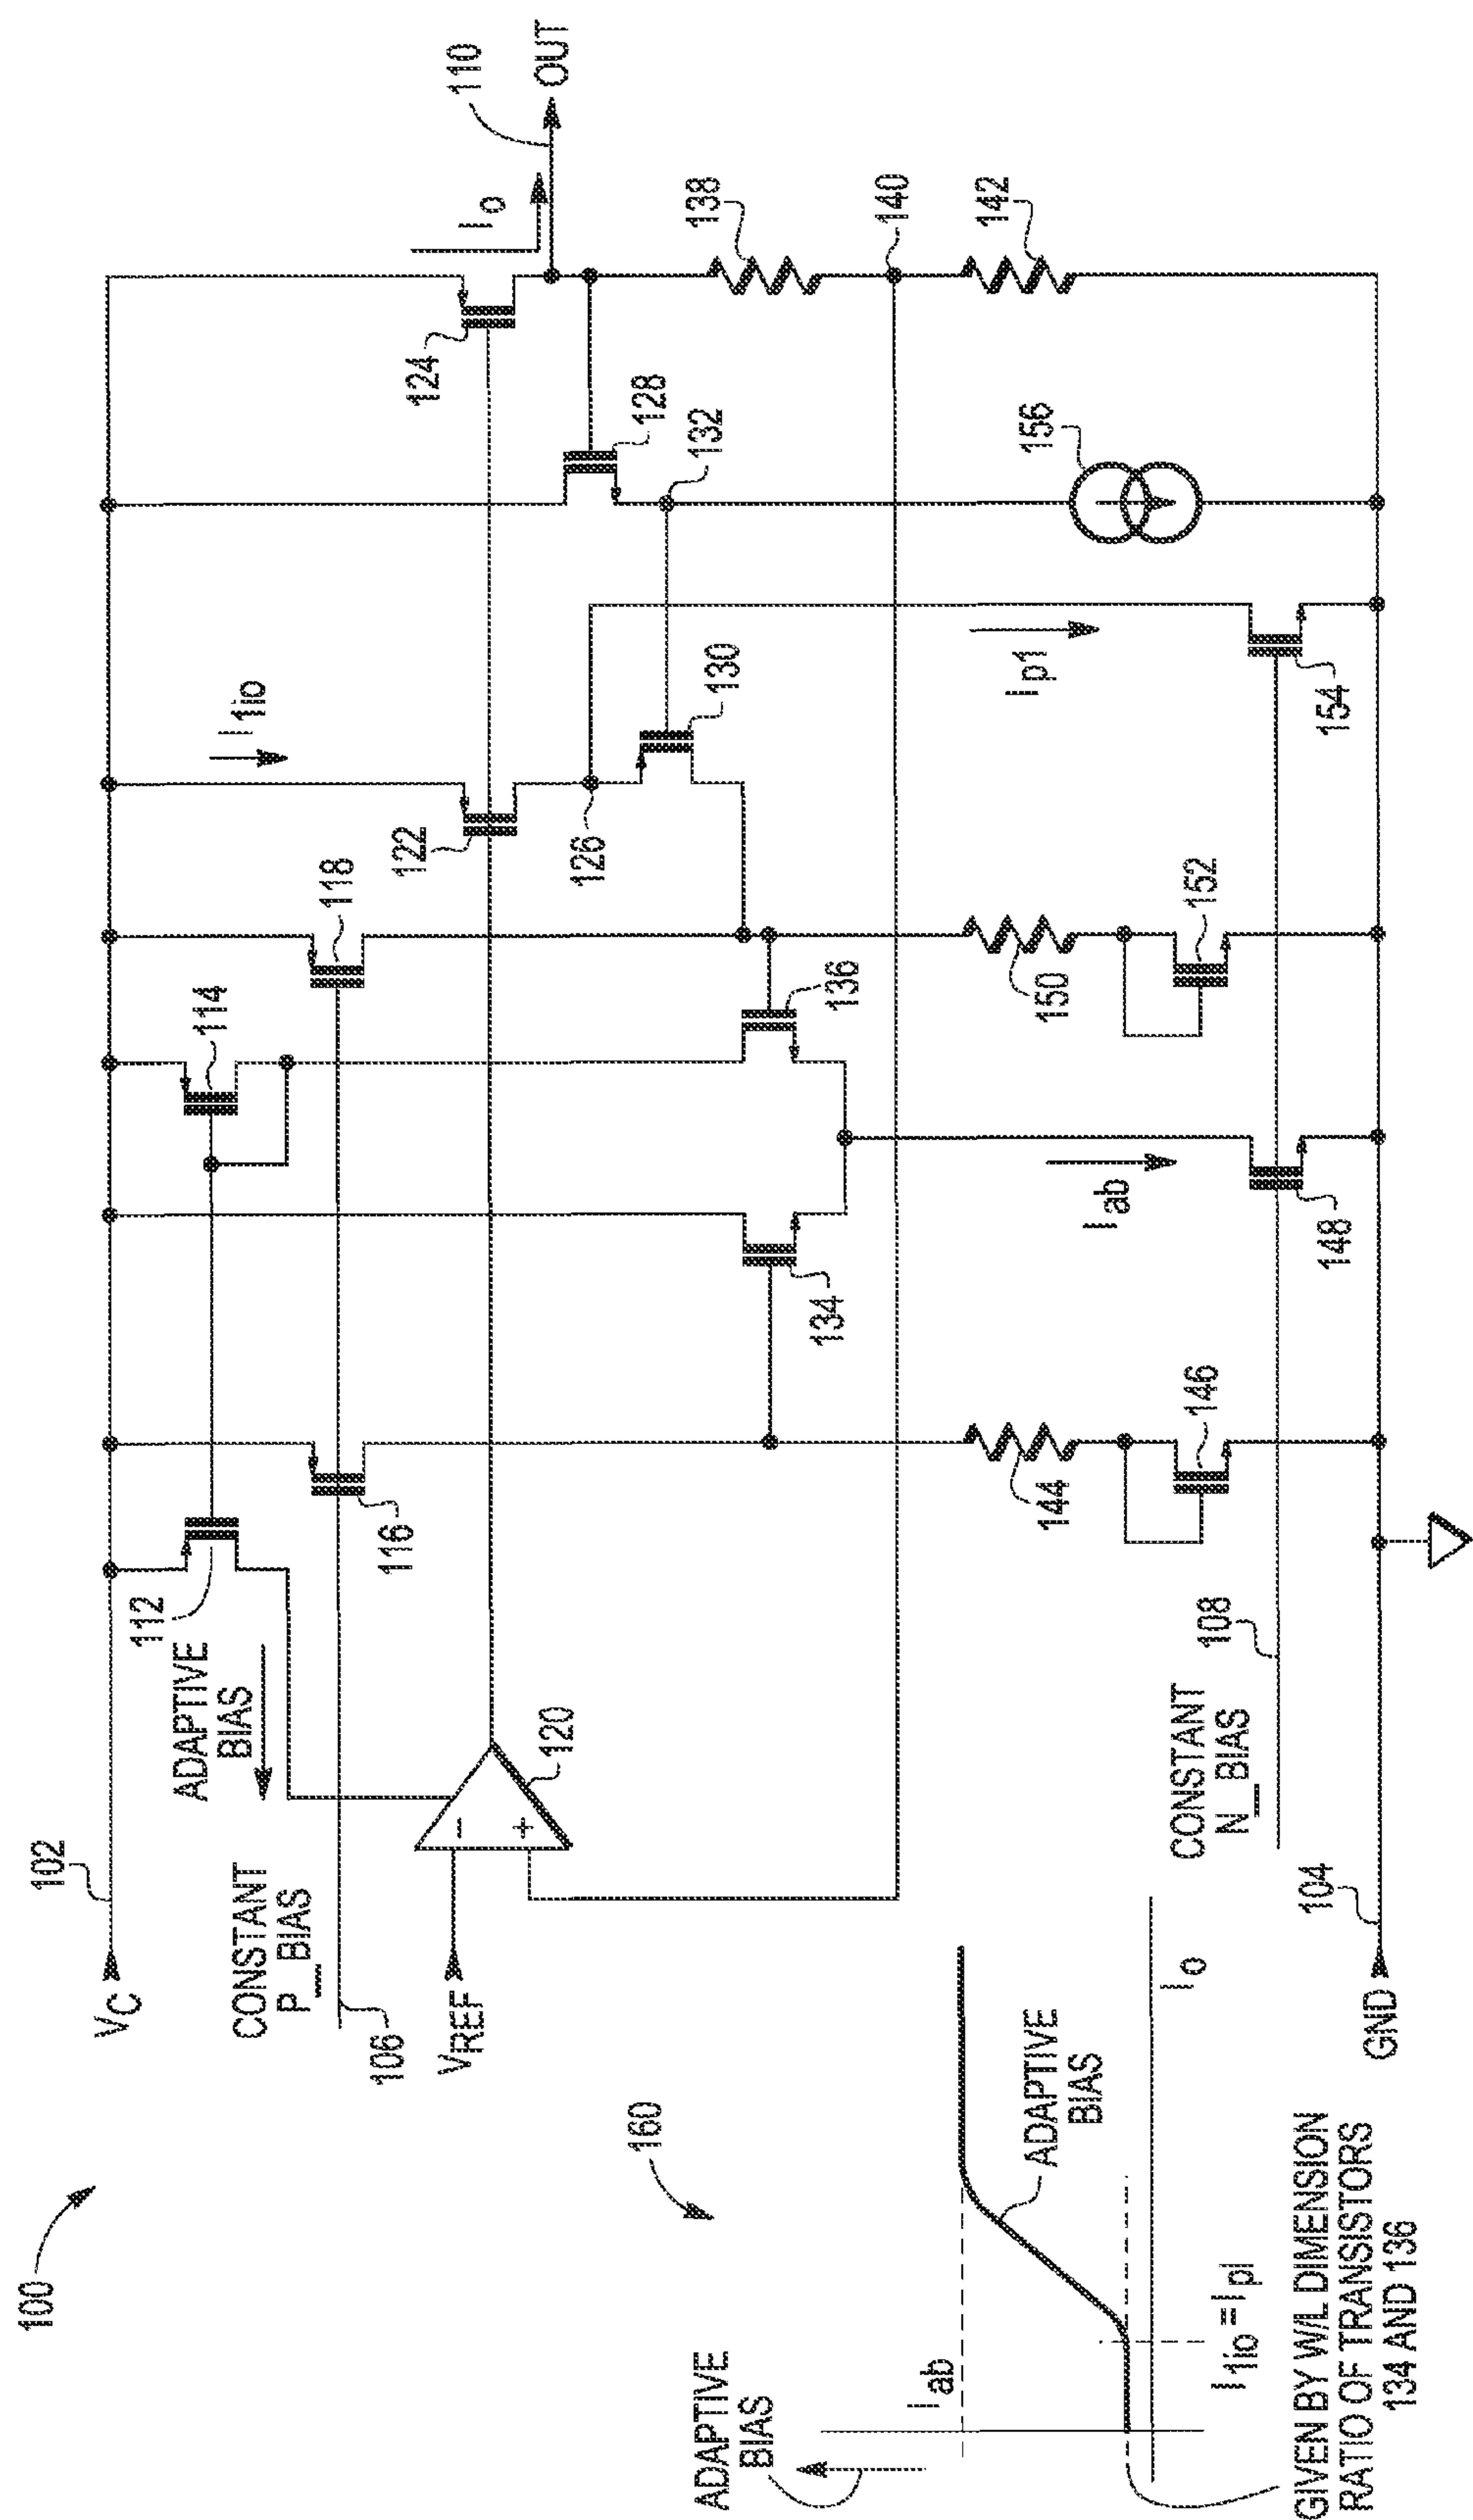 100
102
V_C
CONSTANT
P_BIAS
106
V_REF
ADAPTIVE
BIAS
112
114
116
118
120
122
124
I_1io
I_o
110
OUT
126
128
130
132
134
136
138
140
142
144
146
148
150
152
154
156
I_ab
I_p1
CONSTANT
N_BIAS
108
104
GND
160
ADAPTIVE
BIAS
I_ab
ADAPTIVE
BIAS
I_o
I_1io = I_pl
GIVEN BY W/L DIMENSION
RATIO OF TRANSISTORS
134 AND 136
-
+